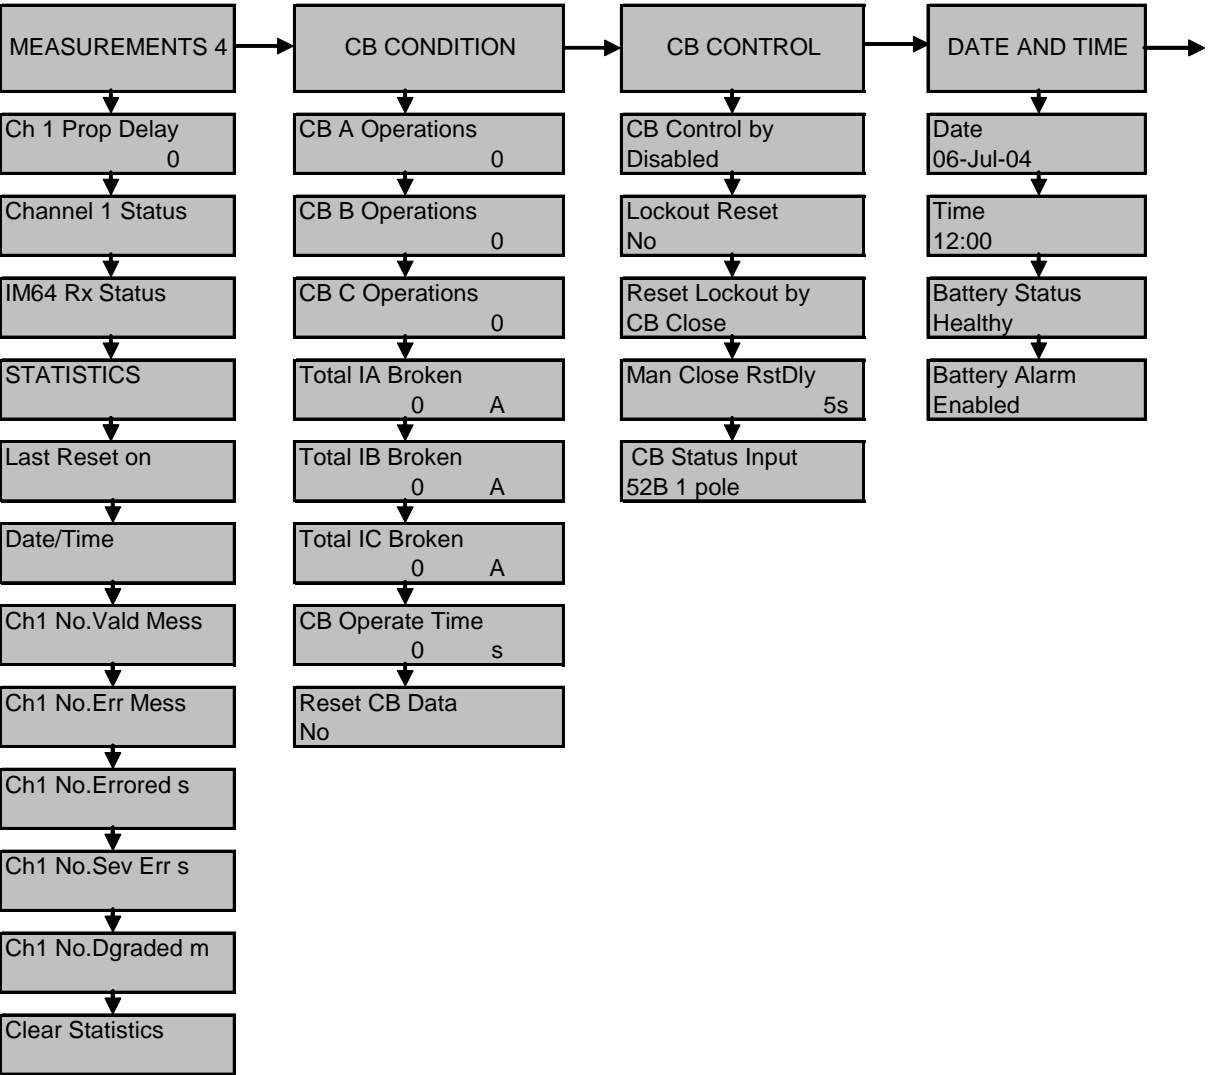 MEASUREMENTS 4
Ch 1 Prop Delay
0
Channel 1 Status
IM64 Rx Status
STATISTICS
Last Reset on
Date/Time
Ch1 No.Vald Mess
Ch1 No.Err Mess
Ch1 No.Errored s
Ch1 No.Sev Err s
Ch1 No.Dgraded m
Clear Statistics
CB CONDITION
CB A Operations
0
CB B Operations
0
CB C Operations
0
Total IA Broken
0 A
Total IB Broken
0 A
Total IC Broken
0 A
CB Operate Time
0 s
Reset CB Data
No
CB CONTROL
CB Control by
Disabled
Lockout Reset
No
Reset Lockout by
CB Close
Man Close RstDly
5s
CB Status Input
52B 1 pole
DATE AND TIME
Date
06-Jul-04
Time
12:00
Battery Status
Healthy
Battery Alarm
Enabled